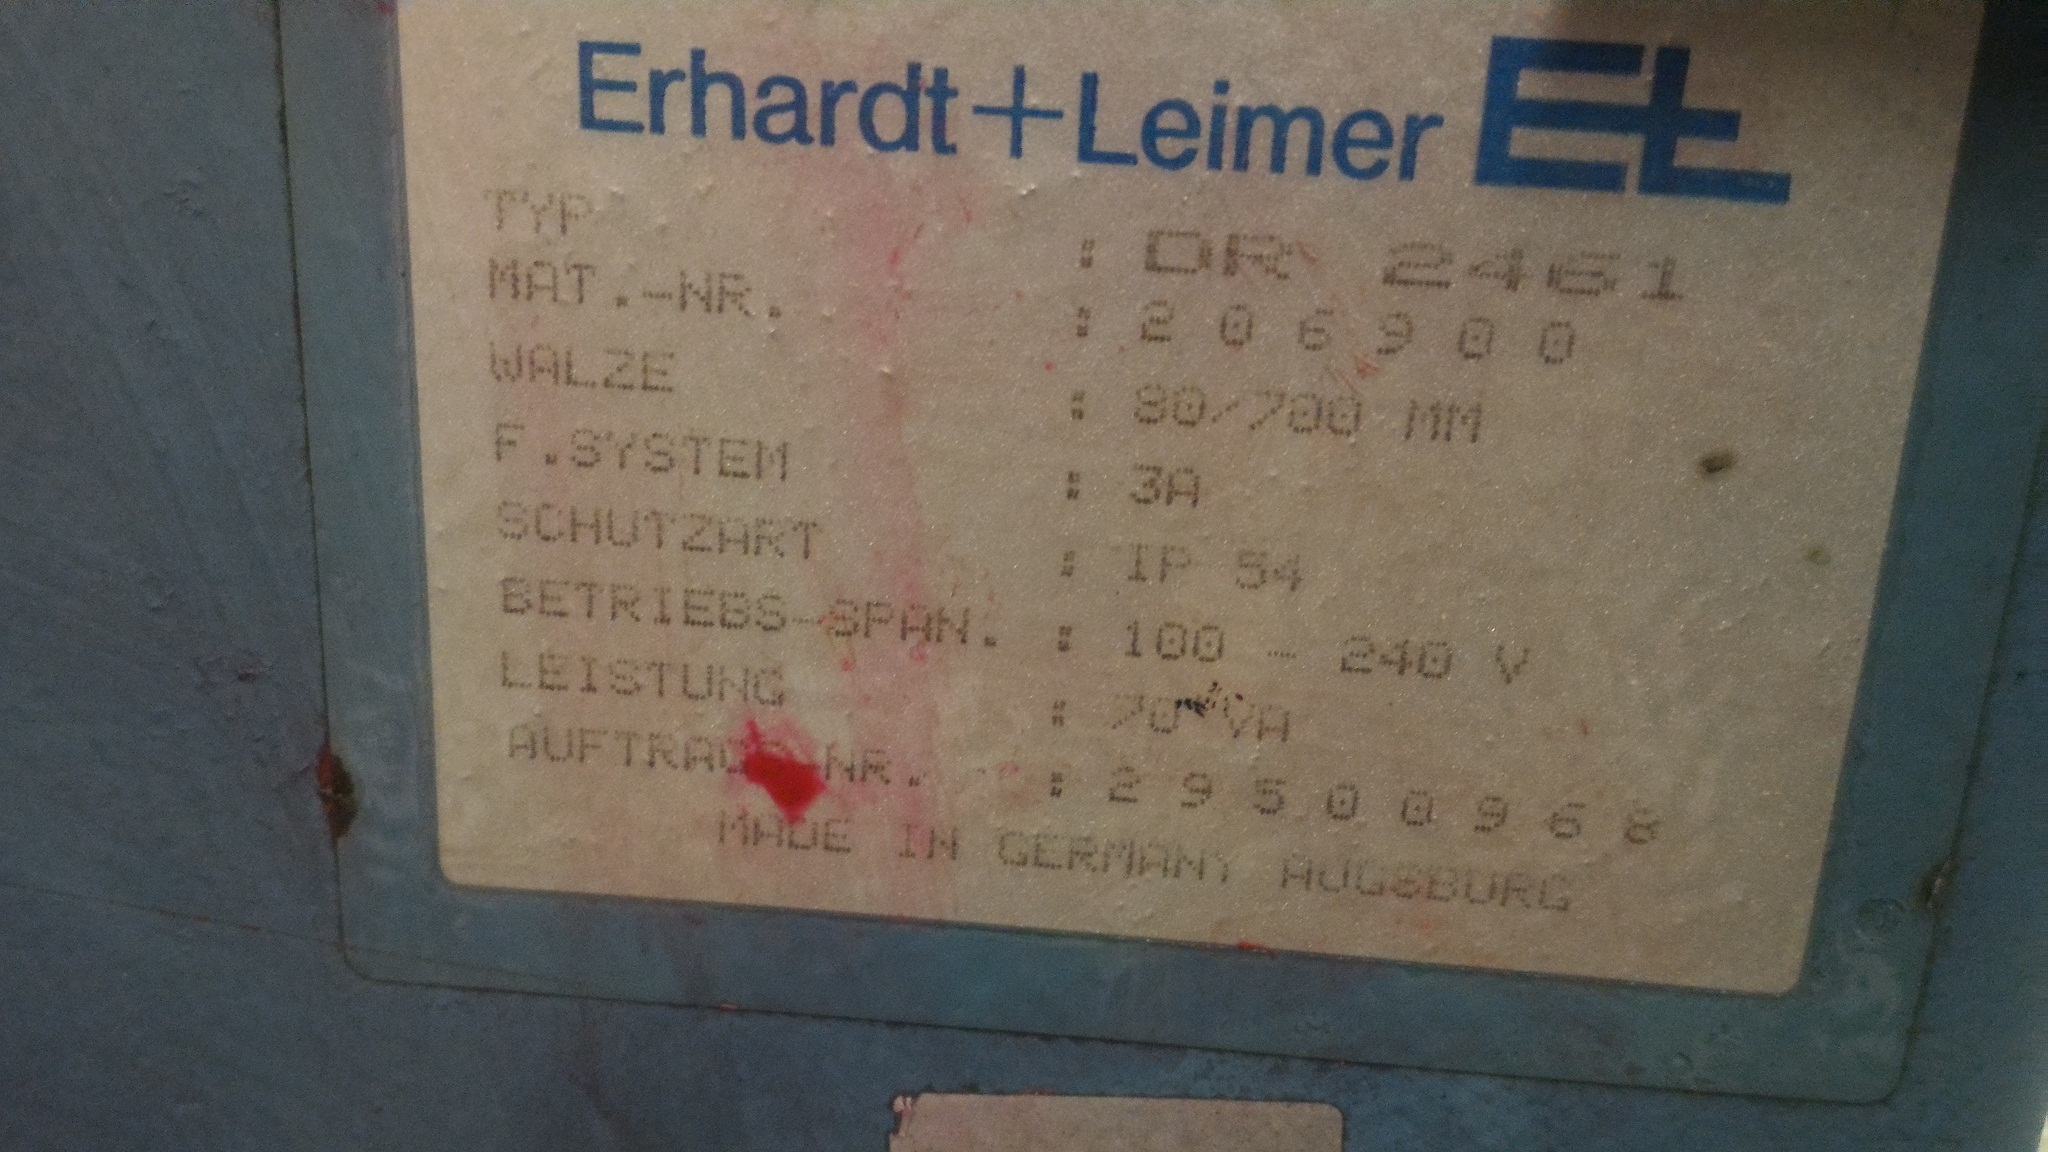 Erhardt+Leimer EL
TYP : DR 2461
MAT.-NR. : 206900
WALZE : 80/700 MM
F.SYSTEM : 3A
SCHUTZART : IP 54
BETRIEBS-SPAN. : 100 - 240 V
LEISTUNG : 70 VA
AUFTRAGS-NR. : 29500968
MADE IN GERMANY AUGSBURG